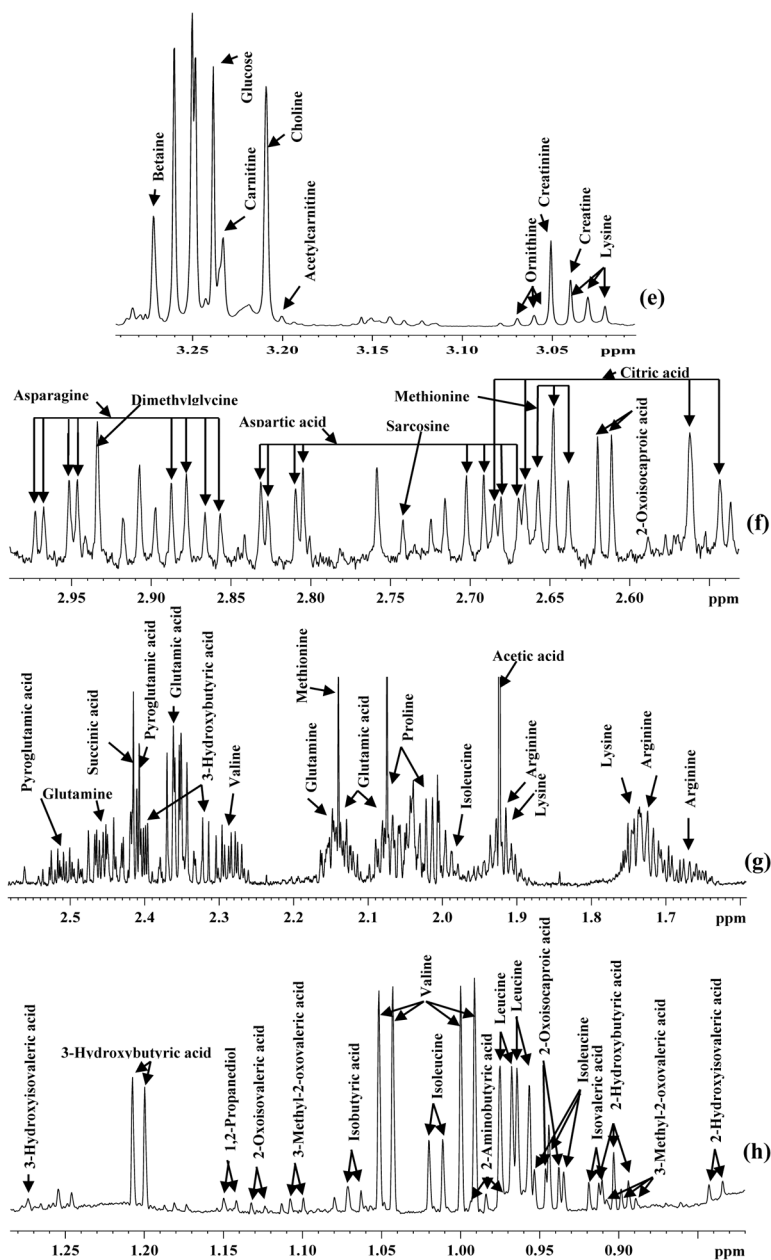 Betaine
Glucose
Carnitine
Choline
Acetylcarnitine
Ornithine
Creatinine
Creatine
Lysine
(e)
3.25
3.20
3.15
3.10
3.05
ppm
Asparagine
Dimethylglycine
Aspartic acid
Sarcosine
Methionine
Citric acid
2-Oxoisocaproic acid
(f)
2.95
2.90
2.85
2.80
2.75
2.70
2.65
2.60
ppm
Pyroglutamic acid
Glutamine
Succinic acid
Pyroglutamic acid
Glutamic acid
3-Hydroxybutyric acid
Valine
Glutamine
Methionine
Glutamic acid
Proline
Isoleucine
Acetic acid
Arginine
Lysine
Lysine
Arginine
Arginine
(g)
2.5
2.4
2.3
2.2
2.1
2.0
1.9
1.8
1.7
ppm
3-Hydroxyisovaleric acid
3-Hydroxybutyric acid
1,2-Propanediol
2-Oxoisovaleric acid
3-Methyl-2-oxovaleric acid
Isobutyric acid
Valine
Isoleucine
2-Aminobutyric acid
Leucine
Leucine
2-Oxoisocaproic acid
Isoleucine
Isovaleric acid
2-Hydroxybutyric acid
3-Methyl-2-oxovaleric acid
2-Hydroxyisovaleric acid
(h)
1.25
1.20
1.15
1.10
1.05
1.00
0.95
0.90
ppm